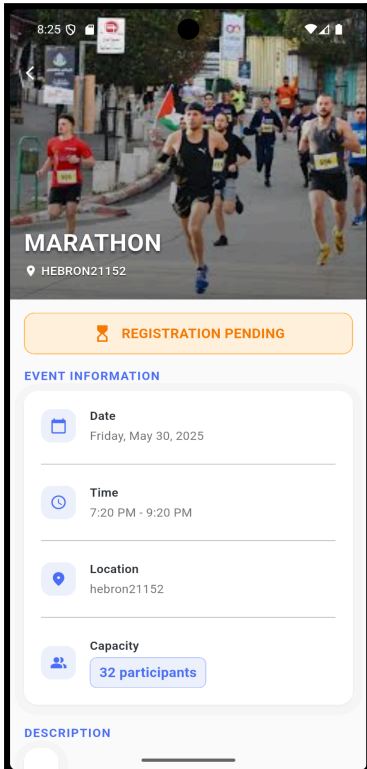 8:25
MARATHON
HEBRON21152
REGISTRATION PENDING
EVENT INFORMATION
Date
Friday, May 30, 2025
Time
7:20 PM - 9:20 PM
Location
hebron21152
Capacity
32 participants
DESCRIPTION